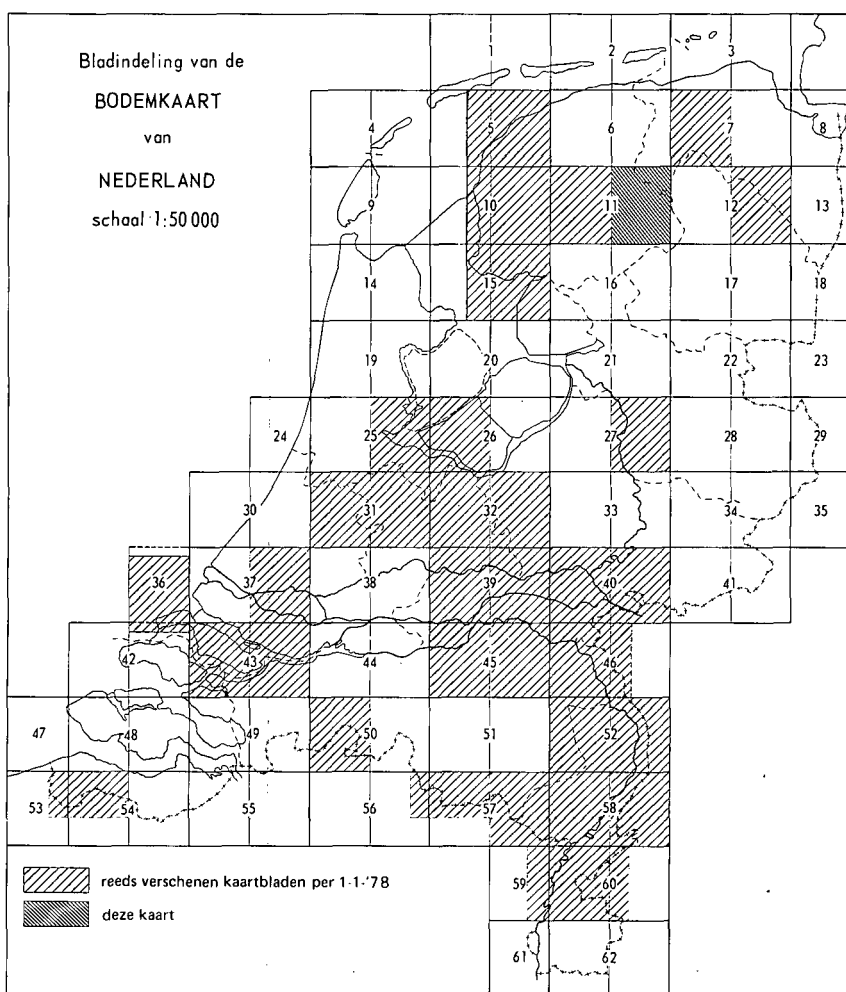 Bladindeling van de
BODEMKAART
van
NEDERLAND
schaal 1:50 000
1 2 3
4 5 6 7 8
9 10 11 12 13
14 15 16 17 18
19 20 21 22 23
24 25 26 27 28 29
30 31 32 33 34 35
36 37 38 39 40 41
42 43 44 45 46
47 48 49 50 51 52
53 54 55 56 57 58
reeds verschenen kaartbladen per 1-1-'78
59 60
deze kaart
61 62